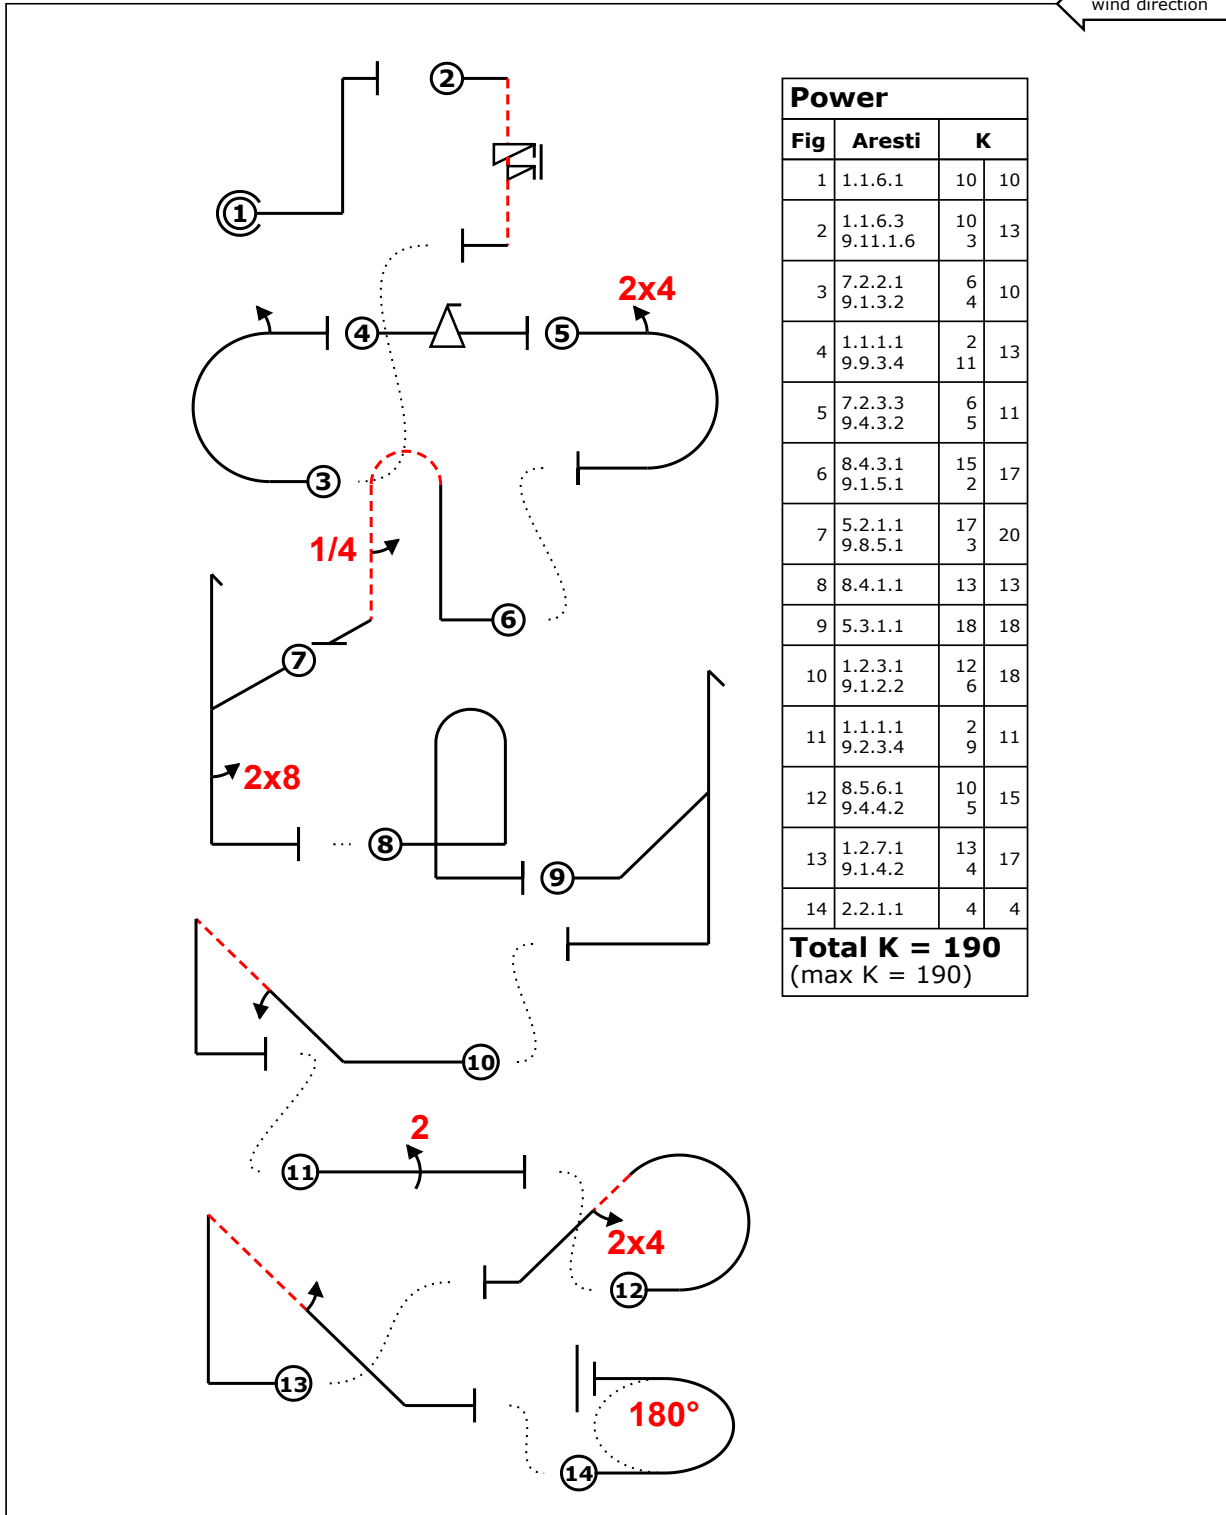 wind direction
2
1
2x4
4
5
3
1/4
6
7
2x8
8
9
10
2
11
2x4
12
13
180°
14
Power
Fig Aresti K
1 1.1.6.1 10 10
2 1.1.6.3 10 13
9.11.1.6 3
3 7.2.2.1 6 10
9.1.3.2 4
4 1.1.1.1 2 13
9.9.3.4 11
5 7.2.3.3 6 11
9.4.3.2 5
6 8.4.3.1 15 17
9.1.5.1 2
7 5.2.1.1 17 20
9.8.5.1 3
8 8.4.1.1 13 13
9 5.3.1.1 18 18
10 1.2.3.1 12 18
9.1.2.2 6
11 1.1.1.1 2 11
9.2.3.4 9
12 8.5.6.1 10 15
9.4.4.2 5
13 1.2.7.1 13 17
9.1.4.2 4
14 2.2.1.1 4 4
Total K = 190
(max K = 190)